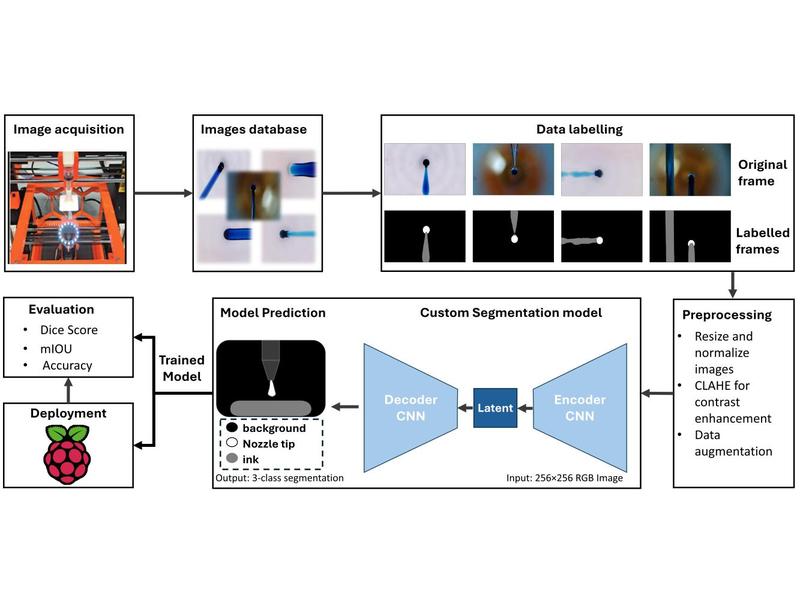 Image acquisition
Images database
Data labelling
Original
frame
Labelled
frames
Preprocessing
• Resize and
normalize
images
• CLAHE for
contrast
enhancement
• Data
augmentation
Custom Segmentation model
Encoder
CNN
Latent
Decoder
CNN
Input: 256×256 RGB Image
Model Prediction
background
Nozzle tip
ink
Output: 3-class segmentation
Trained
Model
Evaluation
• Dice Score
• mIOU
• Accuracy
Deployment